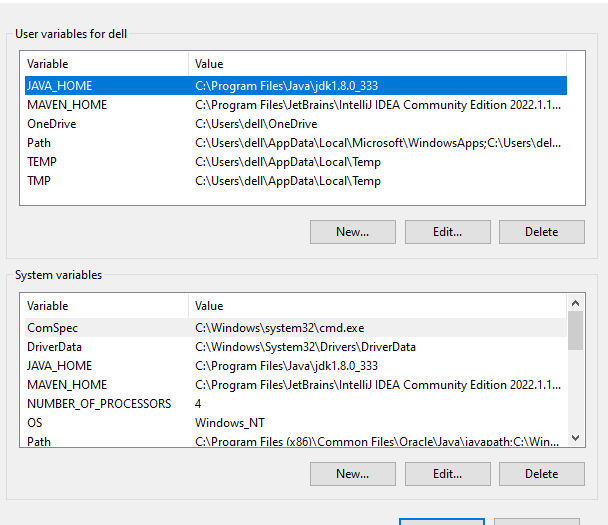 User variables for dell
Variable Value
JAVA_HOME C:\Program Files\Java\jdk1.8.0_333
MAVEN_HOME C:\Program Files\JetBrains\IntelliJ IDEA Community Edition 2022.1.1...
OneDrive C:\Users\dell\OneDrive
Path C:\Users\dell\AppData\Local\Microsoft\WindowsApps;C:\Users\del...
TEMP C:\Users\dell\AppData\Local\Temp
TMP C:\Users\dell\AppData\Local\Temp
New... Edit... Delete
System variables
Variable Value
ComSpec C:\Windows\system32\cmd.exe
DriverData C:\Windows\System32\Drivers\DriverData
JAVA_HOME C:\Program Files\Java\jdk1.8.0_333
MAVEN_HOME C:\Program Files\JetBrains\IntelliJ IDEA Community Edition 2022.1.1...
NUMBER_OF_PROCESSORS 4
OS Windows_NT
Path C:\Program Files (x86)\Common Files\Oracle\Java\javapath;C:\Win...
New... Edit... Delete